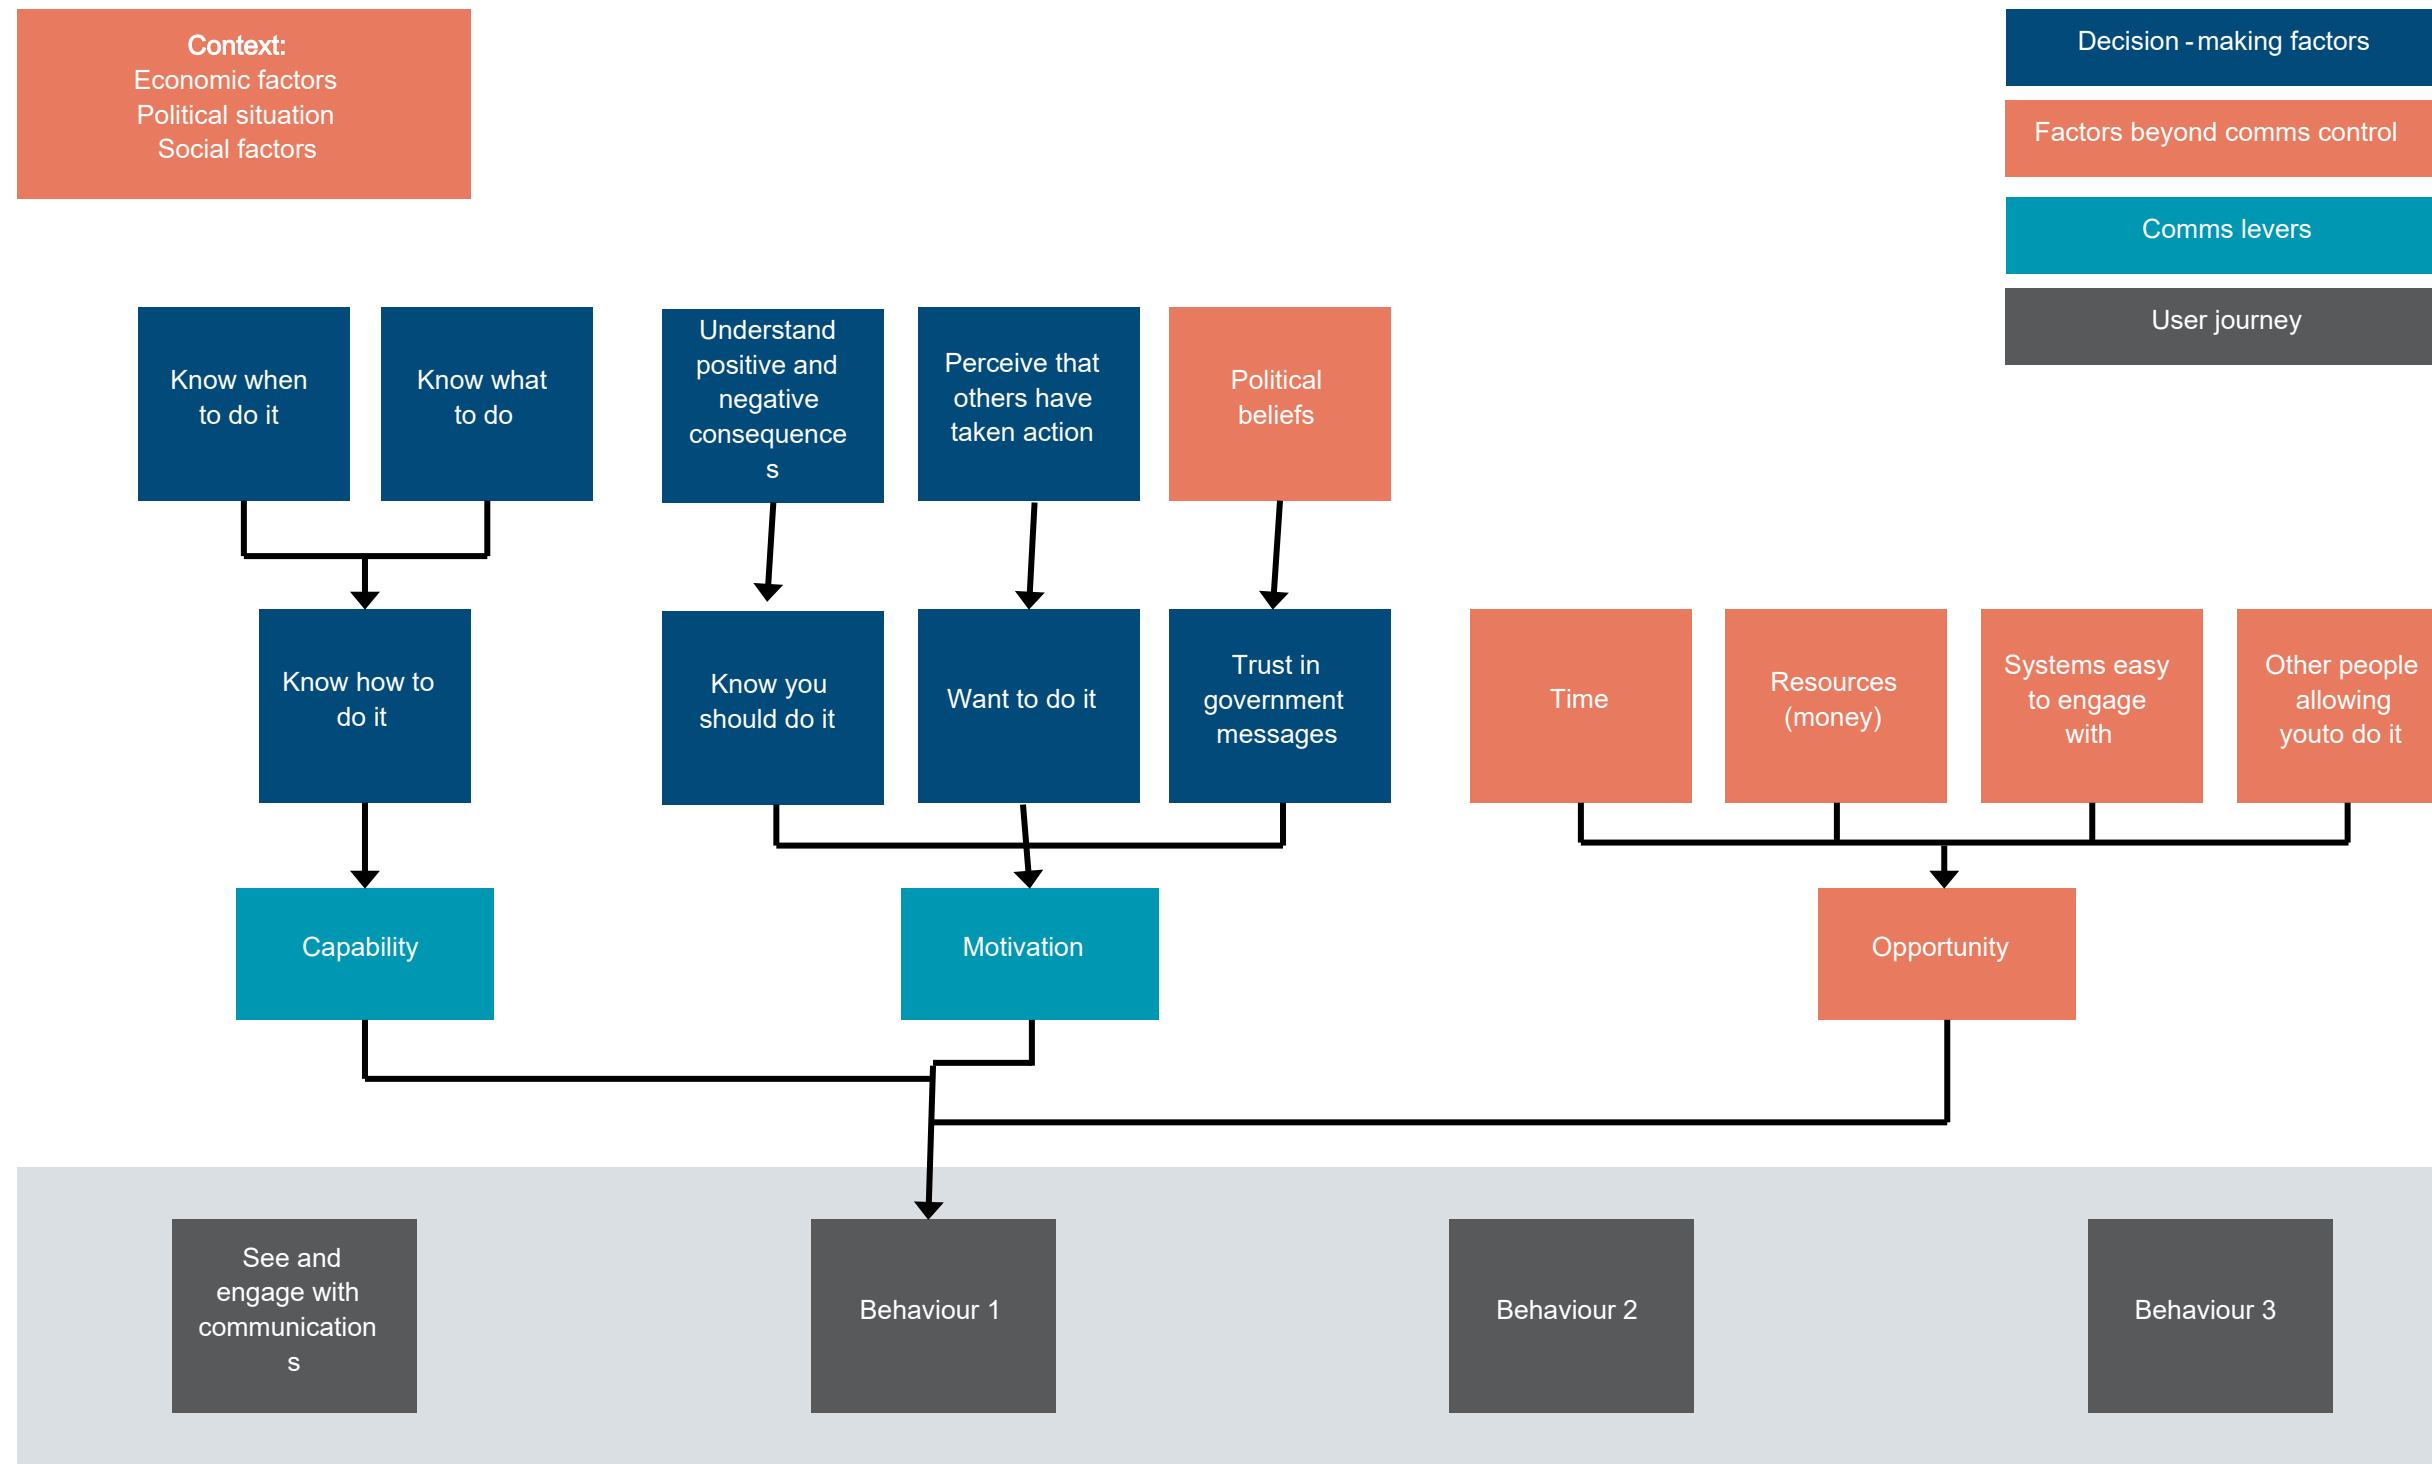 Context:
Economic factors
Political situation
Social factors
Decision - making factors
Factors beyond comms control
Comms levers
User journey
Know when
to do it
Know what
to do
Understand
positive and
negative
consequence
s
Perceive that
others have
taken action
Political
beliefs
Know how to
do it
Know you
should do it
Want to do it
Trust in
government
messages
Time
Resources
(money)
Systems easy
to engage
with
Other people
allowing
youto do it
Capability
Motivation
Opportunity
See and
engage with
communication
s
Behaviour 1
Behaviour 2
Behaviour 3